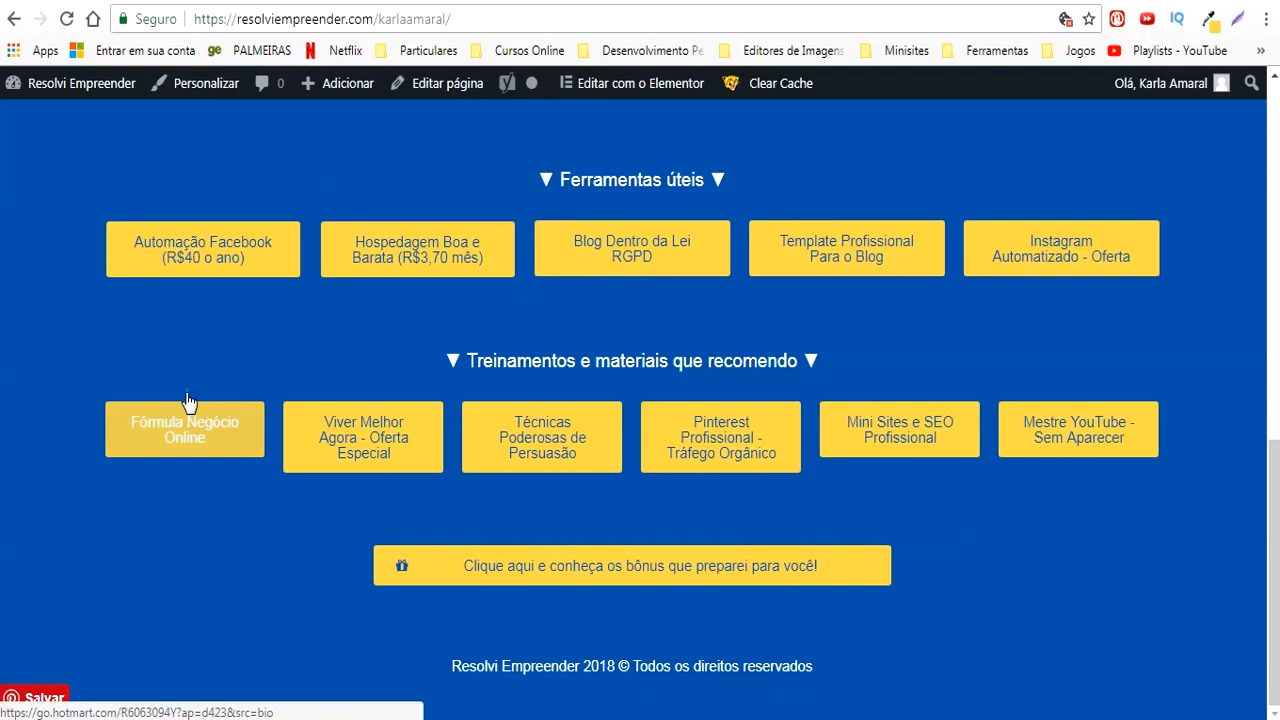 Seguro https://resolviempreender.com/karlaamaral/
Apps Entrar em sua conta PALMEIRAS Netflix Particulares Cursos Online Desenvolvimento Pe Editores de Imagens Minisites Ferramentas Jogos Playlists - YouTube »
Resolvi Empreender Personalizar 0 Adicionar Editar página Editar com o Elementor Clear Cache Olá, Karla Amaral
▼ Ferramentas úteis ▼
Automação Facebook
(R$40 o ano)
Hospedagem Boa e
Barata (R$3,70 mês)
Blog Dentro da Lei
RGPD
Template Profissional
Para o Blog
Instagram
Automatizado - Oferta
▼ Treinamentos e materiais que recomendo ▼
Fórmula Negócio
Online
Viver Melhor
Agora - Oferta
Especial
Técnicas
Poderosas de
Persuasão
Pinterest
Profissional -
Tráfego Orgânico
Mini Sites e SEO
Profissional
Mestre YouTube -
Sem Aparecer
Clique aqui e conheça os bônus que preparei para você!
Resolvi Empreender 2018 © Todos os direitos reservados
Salvar
https://go.hotmart.com/R6063094Y?ap=d423&src=bio